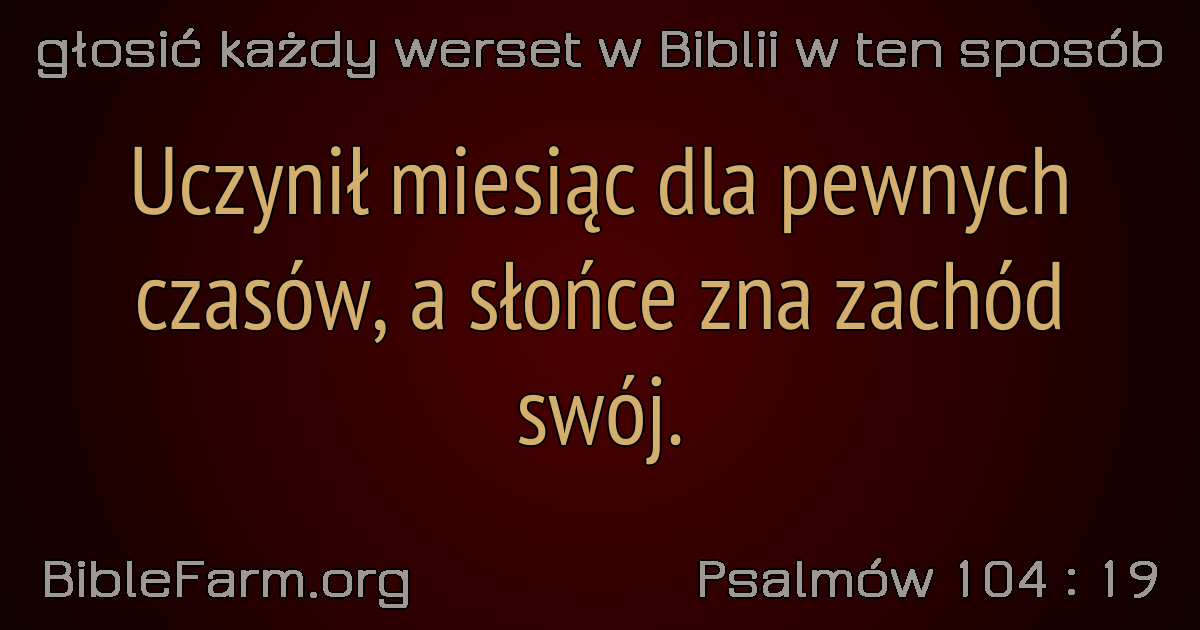 głosić każdy werset w Biblii w ten sposób
Uczynił miesiąc dla pewnych
czasów, a słońce zna zachód
swój.
BibleFarm.org
Psalmów 104 : 19